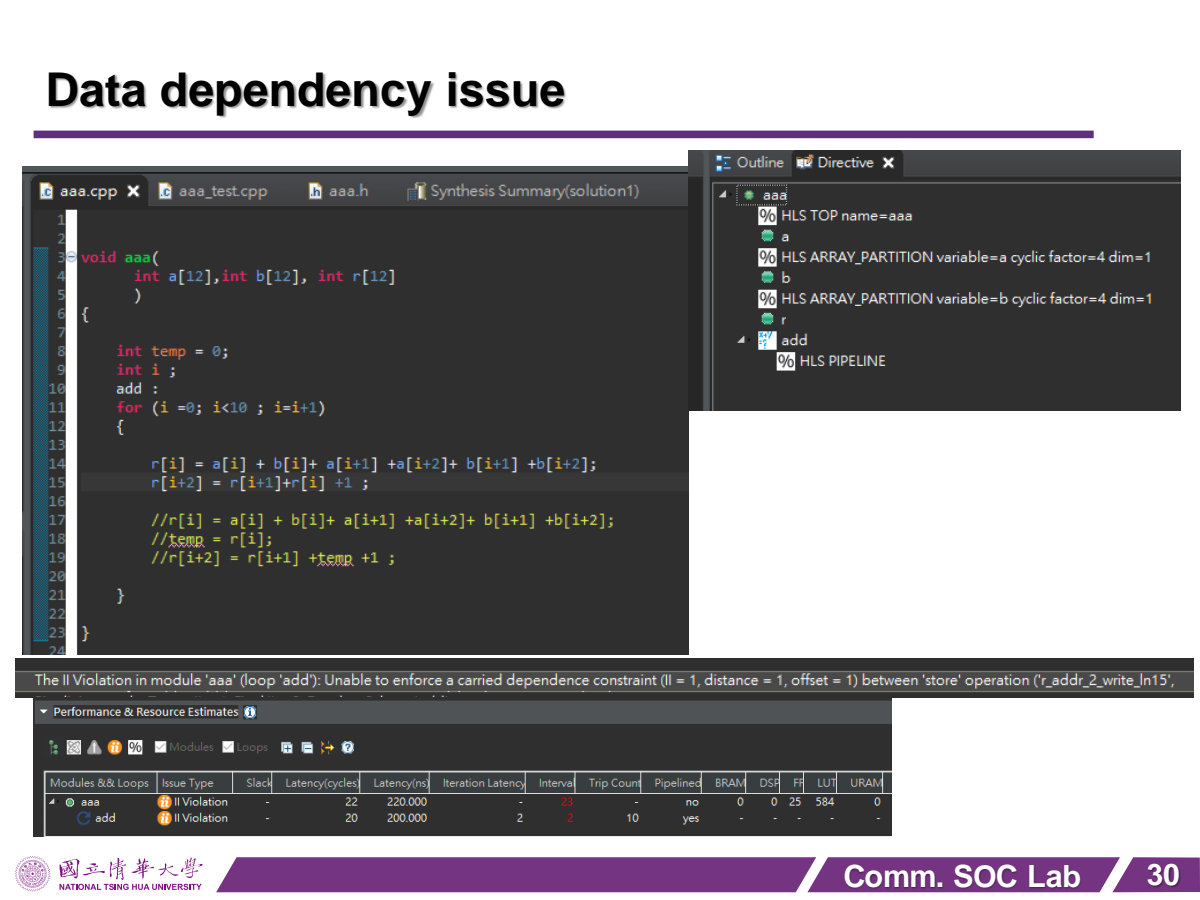 Data dependency issue
aaa.cpp aaa_test.cpp aaa.h Synthesis Summary(solution1)
1
2
3 void aaa(
4 int a[12],int b[12], int r[12]
5 )
6 {
7
8 int temp = 0;
9 int i ;
10 add :
11 for (i =0; i<10 ; i=i+1)
12 {
13
14 r[i] = a[i] + b[i]+ a[i+1] +a[i+2]+ b[i+1] +b[i+2];
15 r[i+2] = r[i+1]+r[i] +1 ;
16
17 //r[i] = a[i] + b[i]+ a[i+1] +a[i+2]+ b[i+1] +b[i+2];
18 //temp = r[i];
19 //r[i+2] = r[i+1] +temp +1 ;
20
21 }
22
23 }
24
Outline Directive
aaa
% HLS TOP name=aaa
a
% HLS ARRAY_PARTITION variable=a cyclic factor=4 dim=1
b
% HLS ARRAY_PARTITION variable=b cyclic factor=4 dim=1
r
add
% HLS PIPELINE
The II Violation in module 'aaa' (loop 'add'): Unable to enforce a carried dependence constraint (II = 1, distance = 1, offset = 1) between 'store' operation ('r_addr_2_write_ln15',
Performance & Resource Estimates
% Modules Loops
Modules && Loops Issue Type Slack Latency(cycles) Latency(ns) Iteration Latency Interval Trip Count Pipelined BRAM DSP FF LUT URAM
aaa II Violation - 22 220.000 - 23 - no 0 0 25 584 0
add II Violation - 20 200.000 2 2 10 yes - - - - -
國立清華大學
NATIONAL TSING HUA UNIVERSITY
Comm. SOC Lab 30